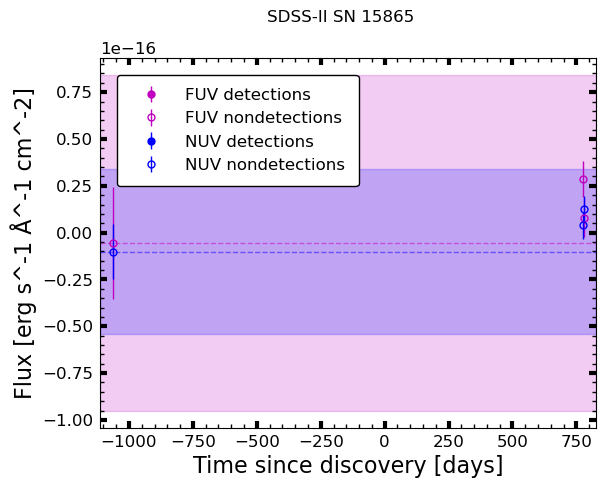 SDSS-II SN 15865
1e−16
FUV detections
FUV nondetections
NUV detections
NUV nondetections
0.75
0.50
0.25
0.00
−0.25
−0.50
−0.75
−1.00
Flux [erg s^-1 Å^-1 cm^-2]
−1000 −750 −500 −250 0 250 500 750
Time since discovery [days]